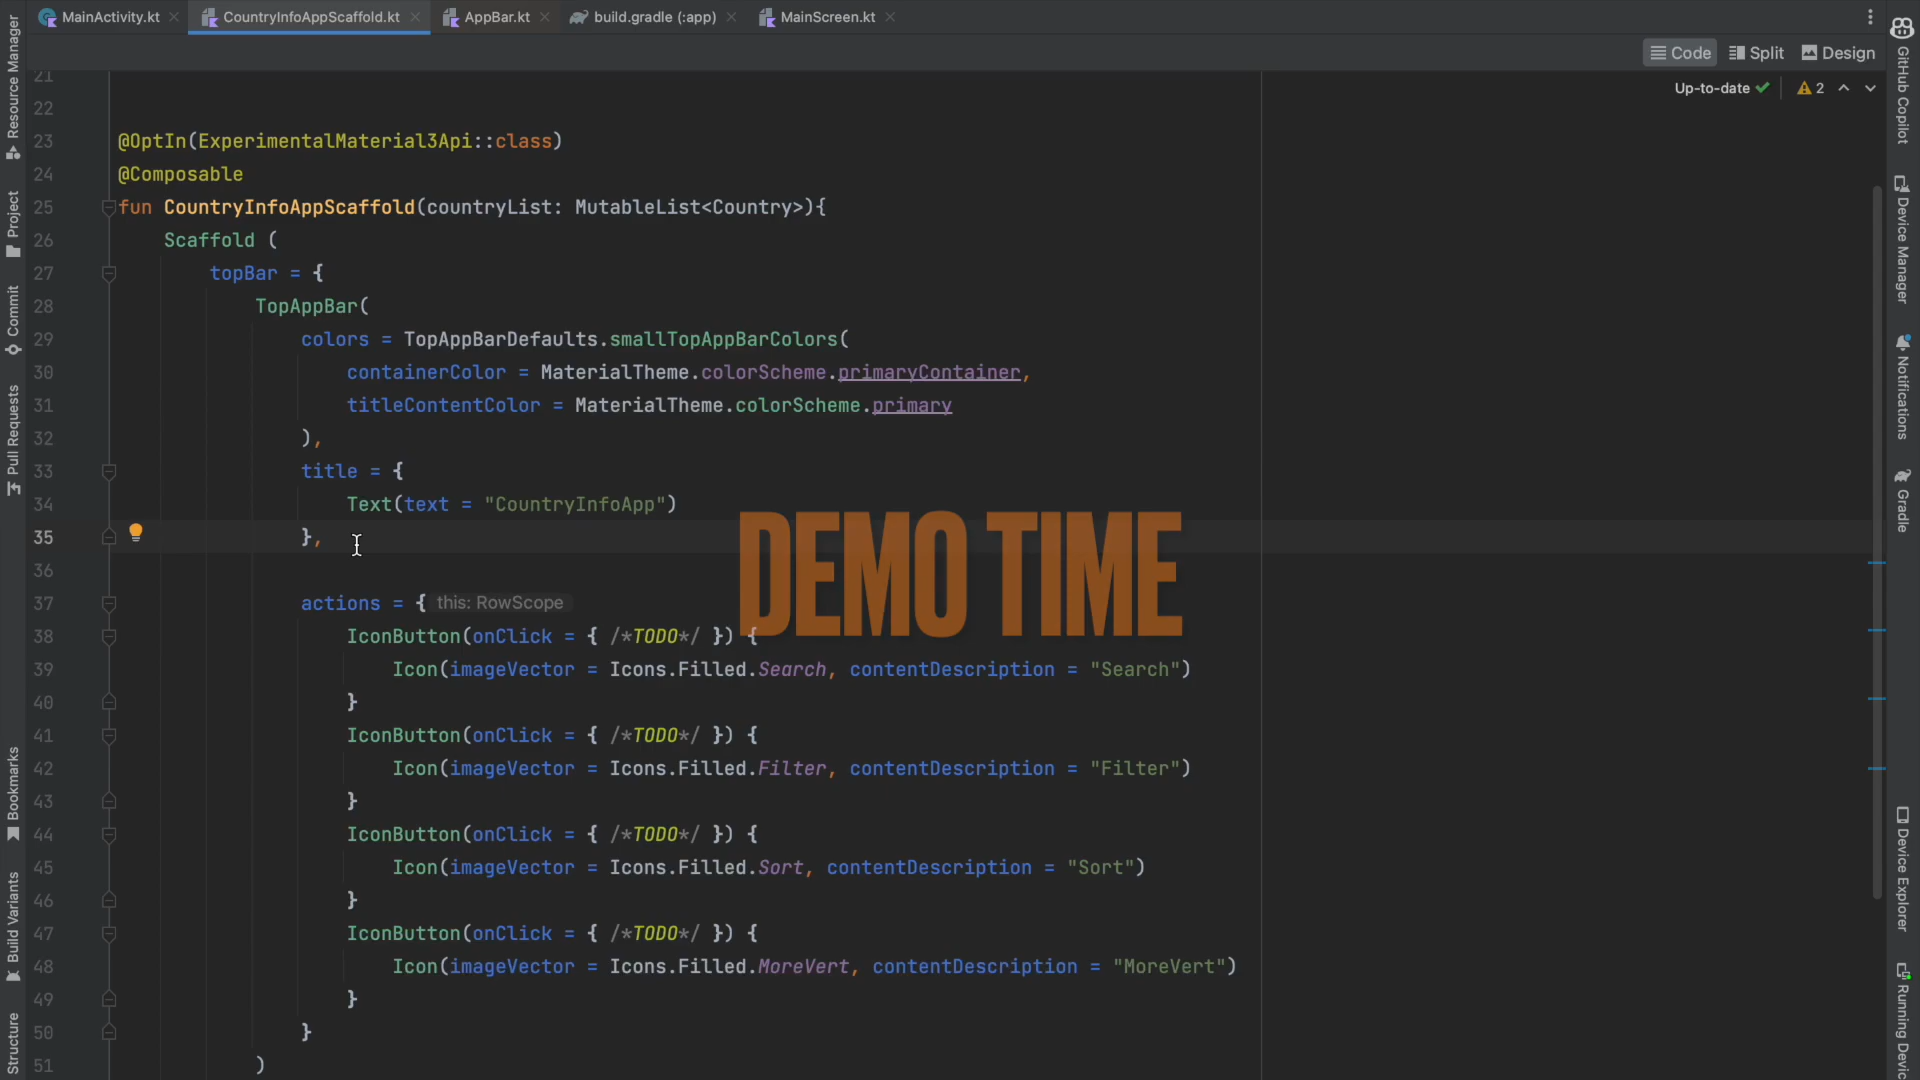 MainActivity.kt
CountryInfoAppScaffold.kt
AppBar.kt
build.gradle (:app)
MainScreen.kt
Code
Split
Design
Up-to-date
2
21
22
23 @OptIn(ExperimentalMaterial3Api::class)
24 @Composable
25 fun CountryInfoAppScaffold(countryList: MutableList<Country>){
26 Scaffold (
27 topBar = {
28 TopAppBar(
29 colors = TopAppBarDefaults.smallTopAppBarColors(
30 containerColor = MaterialTheme.colorScheme.primaryContainer,
31 titleContentColor = MaterialTheme.colorScheme.primary
32 ),
33 title = {
34 Text(text = "CountryInfoApp")
35 },
36
37 actions = { this: RowScope
38 IconButton(onClick = { /*TODO*/ }) {
39 Icon(imageVector = Icons.Filled.Search, contentDescription = "Search")
40 }
41 IconButton(onClick = { /*TODO*/ }) {
42 Icon(imageVector = Icons.Filled.Filter, contentDescription = "Filter")
43 }
44 IconButton(onClick = { /*TODO*/ }) {
45 Icon(imageVector = Icons.Filled.Sort, contentDescription = "Sort")
46 }
47 IconButton(onClick = { /*TODO*/ }) {
48 Icon(imageVector = Icons.Filled.MoreVert, contentDescription = "MoreVert")
49 }
50 }
51 )
DEMO TIME
Resource Manager
Project
Commit
Pull Requests
Bookmarks
Build Variants
Structure
GitHub Copilot
Device Manager
Notifications
Gradle
Device Explorer
Running Devic